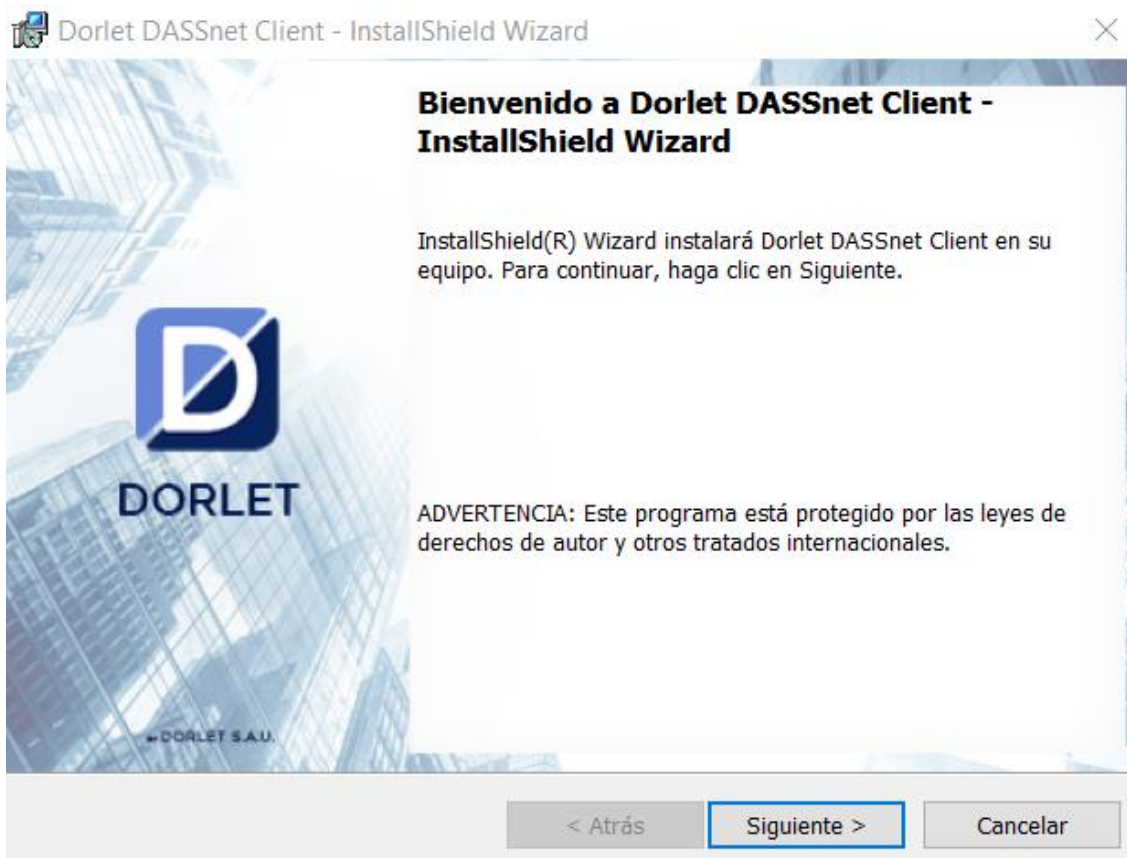 Dorlet DASSnet Client - InstallShield Wizard
Bienvenido a Dorlet DASSnet Client -
InstallShield Wizard
InstallShield(R) Wizard instalará Dorlet DASSnet Client en su
equipo. Para continuar, haga clic en Siguiente.
D
DORLET
ADVERTENCIA: Este programa está protegido por las leyes de
derechos de autor y otros tratados internacionales.
DORLET S.A.U.
< Atrás
Siguiente >
Cancelar